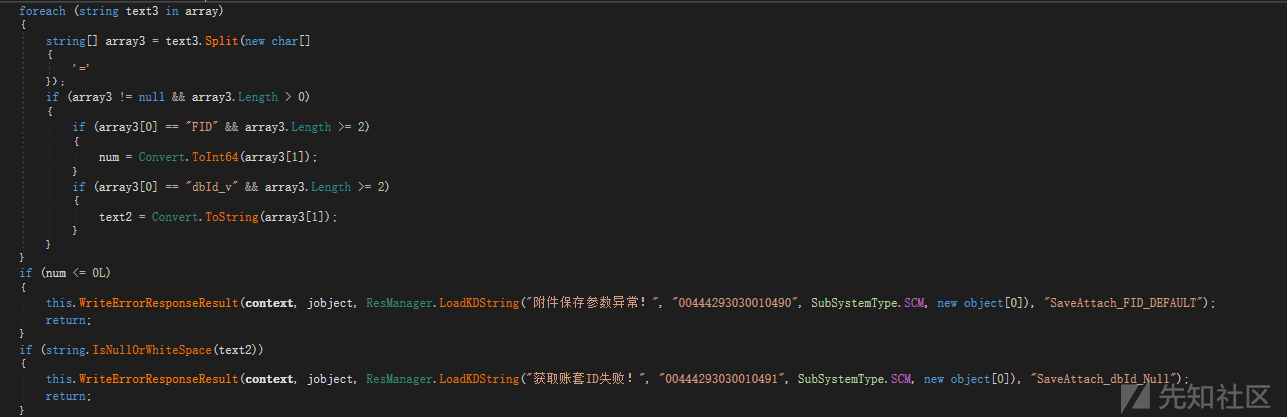 foreach (string text3 in array)
{
    string[] array3 = text3.Split(new char[]
    {
        '='
    });
    if (array3 != null && array3.Length > 0)
    {
        if (array3[0] == "FID" && array3.Length >= 2)
        {
            num = Convert.ToInt64(array3[1]);
        }
        if (array3[0] == "dbId_v" && array3.Length >= 2)
        {
            text2 = Convert.ToString(array3[1]);
        }
    }
}
if (num <= 0L)
{
    this.WriteErrorResponseResult(context, jobject, ResManager.LoadKDString("附件保存参数异常！", "00444293030010490", SubSystemType.SCM, new object[0]), "SaveAttach_FID_DEFAULT");
    return;
}
if (string.IsNullOrWhiteSpace(text2))
{
    this.WriteErrorResponseResult(context, jobject, ResManager.LoadKDString("获取账套ID失败！", "00444293030010491", SubSystemType.SCM, new object[0]), "SaveAttach_dbId_Null");
    return;
}
先知社区